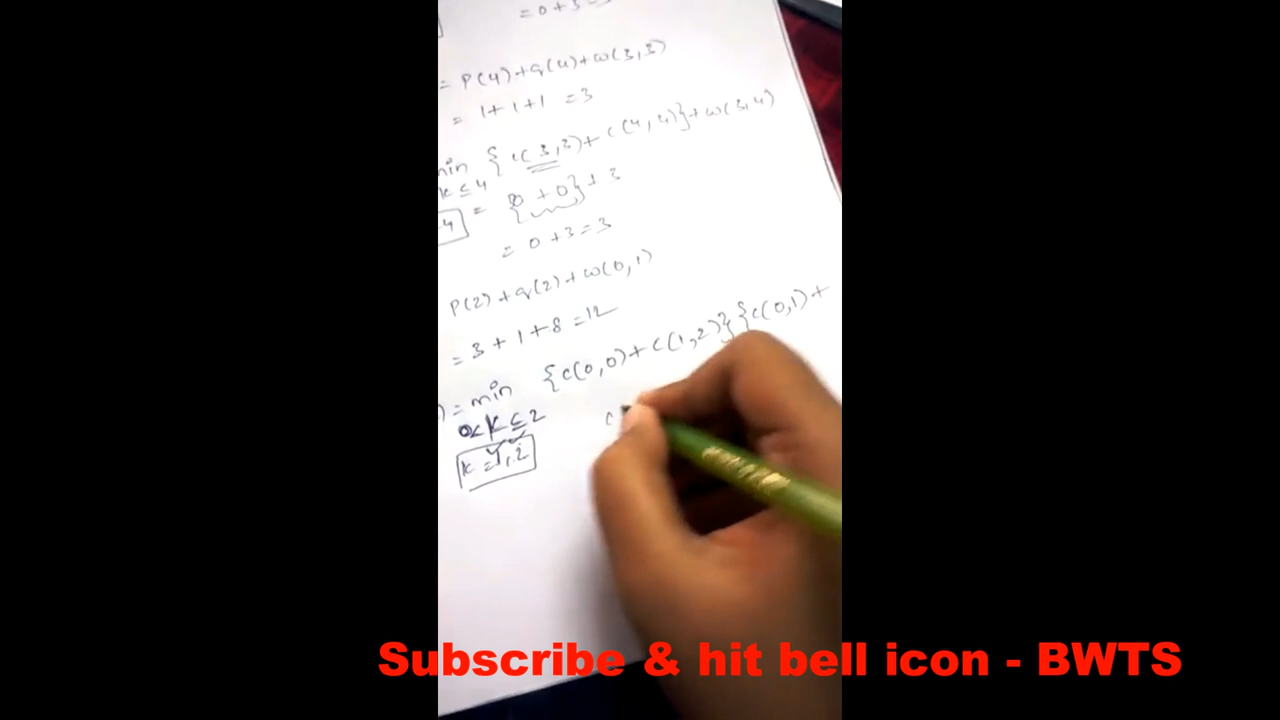 = 0 + 3 = 3
= P(4) + q(4) + w(3,3)
= 1 + 1 + 1 = 3
min { c(3,3) + c(4,4)} + w(3,4)
k ≤ 4
4
= {0 + 0} + 3
= 0 + 3 = 3
P(2) + q(2) + w(0,1)
= 3 + 1 + 8 = 12
) = min {c(0,0) + c(1,2)} {c(0,1) +
0 < k ≤ 2
c
k = 1, 2
Subscribe & hit bell icon - BWTS